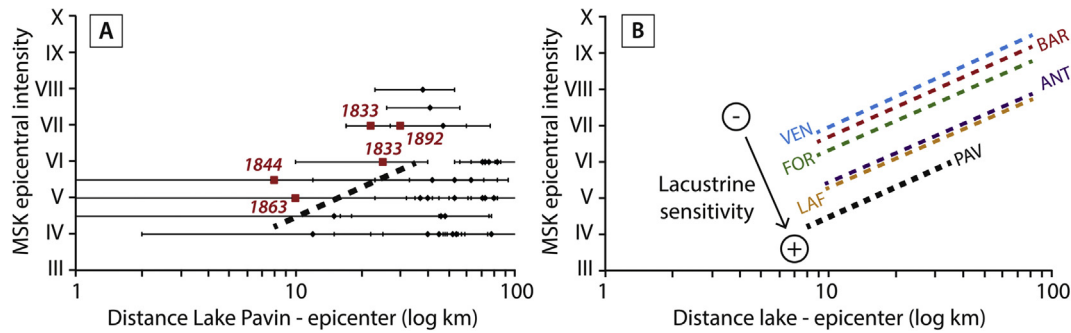 A
MSK epicentral intensity
X
IX
VIII
VII
VI
V
IV
III
1833
1892
1833
1844
1863
1
10
100
Distance Lake Pavin - epicenter (log km)
B
MSK epicentral intensity
X
IX
VIII
VII
VI
V
IV
III
-
Lacustrine
sensitivity
+
VEN
BAR
FOR
ANT
LAF
PAV
1
10
100
Distance lake - epicenter (log km)